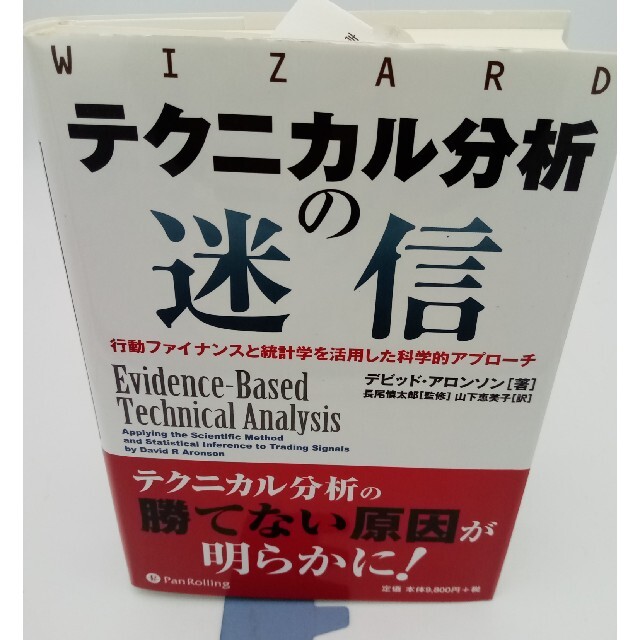 WIZARD
テクニカル分析
の
迷信
行動ファイナンスと統計学を活用した科学的アプローチ
デビッド・アロンソン[著]
長尾慎太郎[監修] 山下恵美子[訳]
Evidence-Based
Technical Analysis
Applying the Scientific Method
and Statistical Inference to Trading Signals
by David R Aronson
テクニカル分析の
勝てない原因が
明らかに!
PanRolling
定価 本体9,800円+税